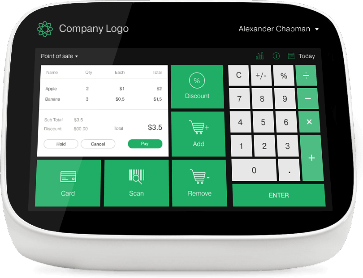 Company Logo
Alexander Chapman
Point of sale
Today
Name Qty Each Total
Apple 2 $1 $2
Banana 3 $0.5 $1.5
Sub Total $3.5
Discount
total $3.5
Hold Cancel Pay
Discount
Add
Card Scan Remove
C +/- % ÷
7 8 9 −
4 5 6 ×
1 2 3 +
0 .
ENTER